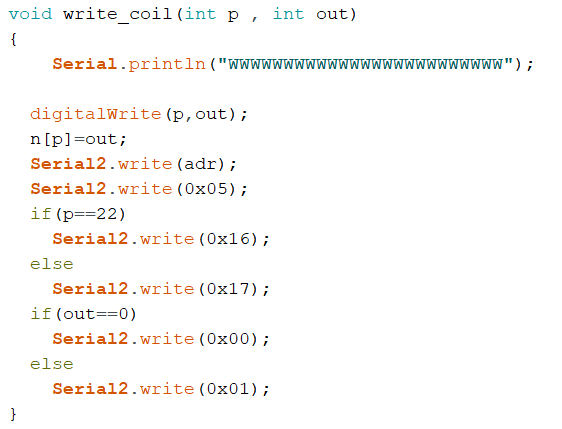 void write_coil(int p , int out)
{
Serial.println("WWWWWWWWWWWWWWWWWWWWWWWWW");
digitalWrite(p,out);
n[p]=out;
Serial2.write(adr);
Serial2.write(0x05);
if(p==22)
Serial2.write(0x16);
else
Serial2.write(0x17);
if(out==0)
Serial2.write(0x00);
else
Serial2.write(0x01);
}